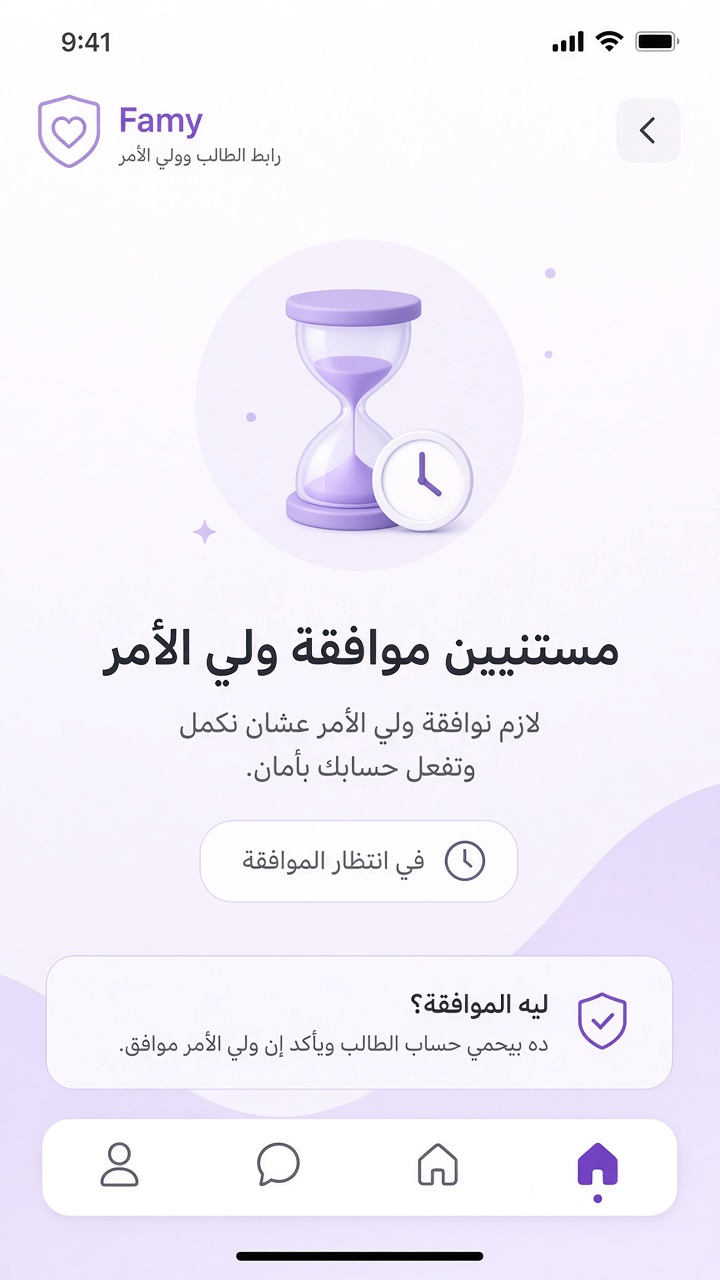 9:41
Famy
رابط الطالب وولي الأمر
مستنيين موافقة ولي الأمر
لازم نوافقة ولي الأمر عشان نكمل
وتفعل حسابك بأمان.
في انتظار الموافقة
ليه الموافقة؟
ده بيحمي حساب الطالب ويأكد إن ولي الأمر موافق.